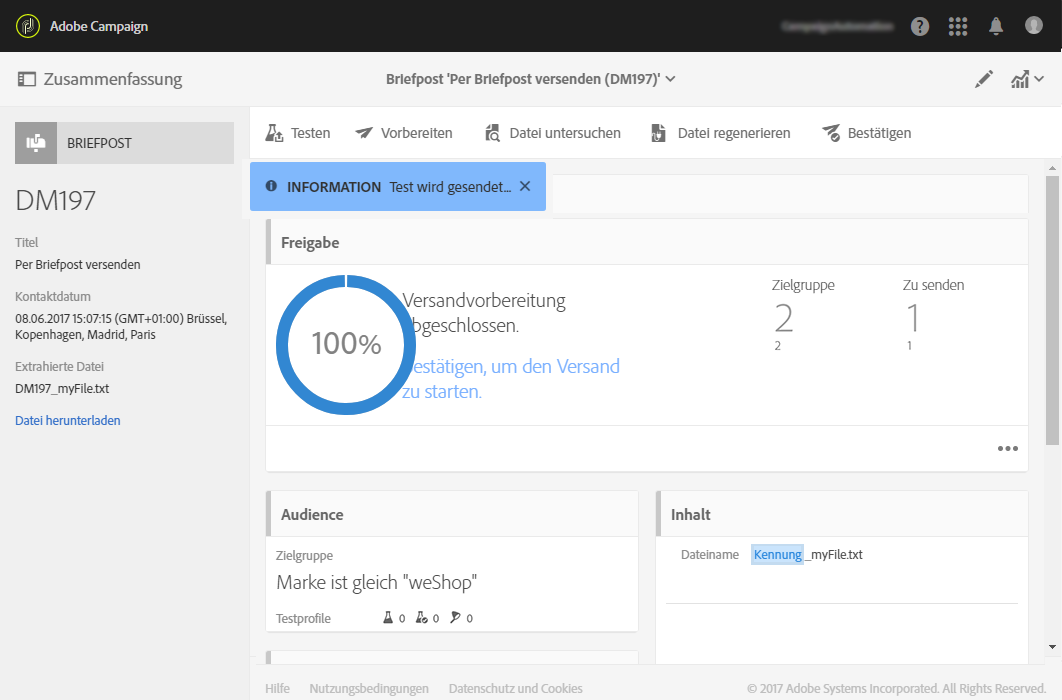 Adobe Campaign
Zusammenfassung
Briefpost 'Per Briefpost versenden (DM197)'
BRIEFPOST
Testen
Vorbereiten
Datei untersuchen
Datei regenerieren
Bestätigen
INFORMATION Test wird gesendet...
DM197
Titel
Per Briefpost versenden
Kontaktdatum
08.06.2017 15:07:15 (GMT+01:00) Brüssel,
Kopenhagen, Madrid, Paris
Extrahierte Datei
DM197_myFile.txt
Datei herunterladen
Freigabe
100%
Versandvorbereitung
abgeschlossen.
Bestätigen, um den Versand
zu starten.
Zielgruppe
2
2
Zu senden
1
1
Audience
Zielgruppe
Marke ist gleich "weShop"
Testprofile 0 0 0
Inhalt
Dateiname Kennung_myFile.txt
Hilfe Nutzungsbedingungen Datenschutz und Cookies © 2017 Adobe Systems Incorporated. All Rights Reserved.